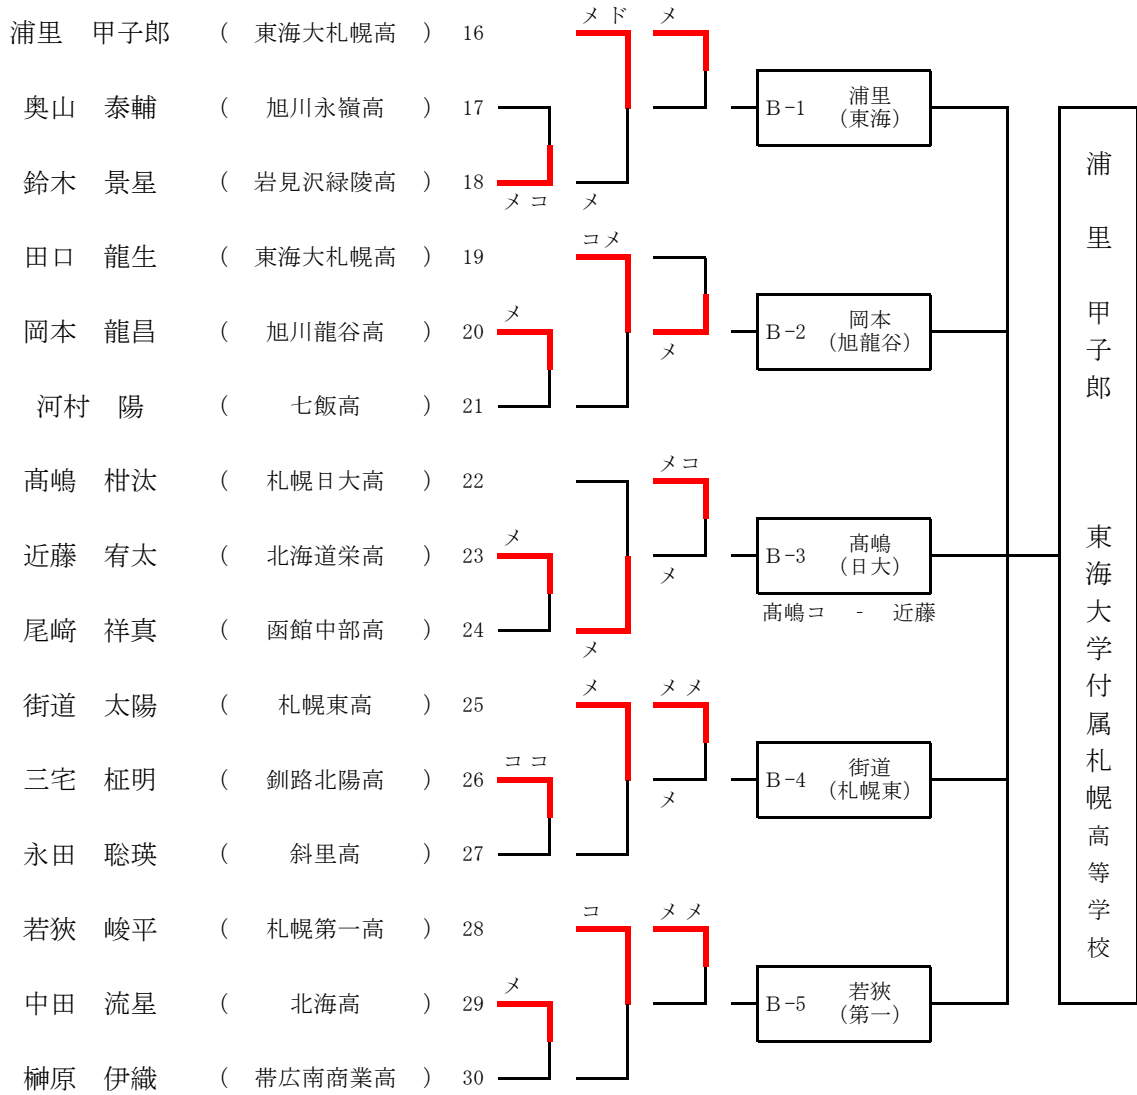 メド メ
浦里 甲子郎 ( 東海大札幌高 ) 16
奥山 泰輔 ( 旭川永嶺高 ) 17
B-1 浦里
(東海)
鈴木 景星 ( 岩見沢緑陵高 ) 18
メコ メ
コメ
田口 龍生 ( 東海大札幌高 ) 19
メ
岡本 龍昌 ( 旭川龍谷高 ) 20
B-2 岡本
(旭龍谷)
メ
河村 陽 ( 七飯高 ) 21
メコ
髙嶋 柑汰 ( 札幌日大高 ) 22
メ
近藤 宥太 ( 北海道栄高 ) 23
B-3 髙嶋
(日大)
メ
髙嶋コ - 近藤
尾﨑 祥真 ( 函館中部高 ) 24
メ
メ メメ
街道 太陽 ( 札幌東高 ) 25
ココ
三宅 柾明 ( 釧路北陽高 ) 26
B-4 街道
(札幌東)
メ
永田 聡瑛 ( 斜里高 ) 27
コ メメ
若狹 峻平 ( 札幌第一高 ) 28
メ
中田 流星 ( 北海高 ) 29
B-5 若狹
(第一)
榊原 伊織 ( 帯広南商業高 ) 30
浦里 甲子郎 東海大学付属札幌高等学校